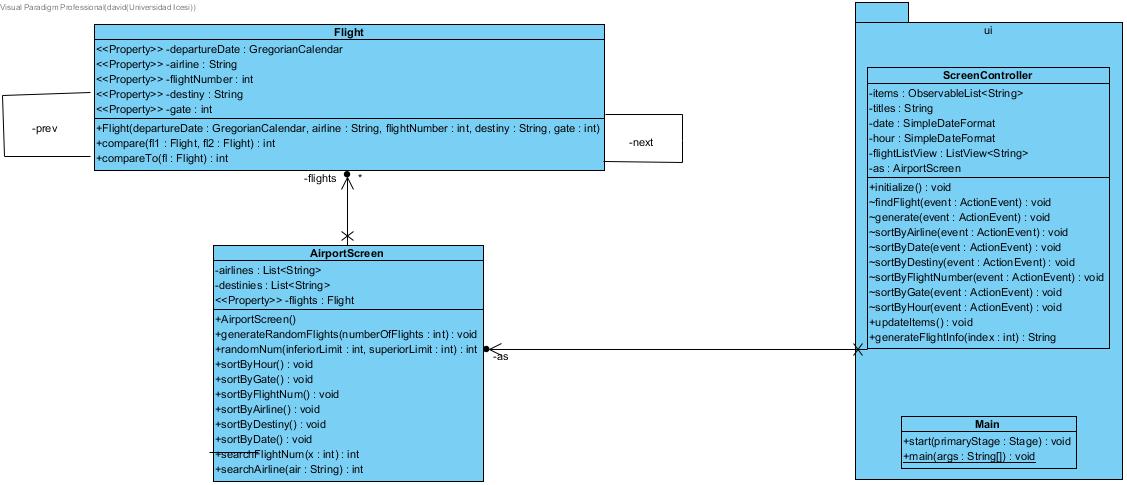 Visual Paradigm Professional(david(Universidad Icesi))
Flight
<<Property>> -departureDate : GregorianCalendar
<<Property>> -airline : String
<<Property>> -flightNumber : int
<<Property>> -destiny : String
<<Property>> -gate : int
+Flight(departureDate : GregorianCalendar, airline : String, flightNumber : int, destiny : String, gate : int)
+compare(fl1 : Flight, fl2 : Flight) : int
+compareTo(fl : Flight) : int
-prev
-next
-flights
*
AirportScreen
-airlines : List<String>
-destinies : List<String>
<<Property>> -flights : Flight
+AirportScreen()
+generateRandomFlights(numberOfFlights : int) : void
+randomNum(inferiorLimit : int, superiorLimit : int) : int
+sortByHour() : void
+sortByGate() : void
+sortByFlightNum() : void
+sortByAirline() : void
+sortByDestiny() : void
+sortByDate() : void
+searchFlightNum(x : int) : int
+searchAirline(air : String) : int
-as
ui
ScreenController
-items : ObservableList<String>
-titles : String
-date : SimpleDateFormat
-hour : SimpleDateFormat
-flightListView : ListView<String>
-as : AirportScreen
+initialize() : void
~findFlight(event : ActionEvent) : void
~generate(event : ActionEvent) : void
~sortByAirline(event : ActionEvent) : void
~sortByDate(event : ActionEvent) : void
~sortByDestiny(event : ActionEvent) : void
~sortByFlightNumber(event : ActionEvent) : void
~sortByGate(event : ActionEvent) : void
~sortByHour(event : ActionEvent) : void
+updateItems() : void
+generateFlightInfo(index : int) : String
Main
+start(primaryStage : Stage) : void
+main(args : String[]) : void